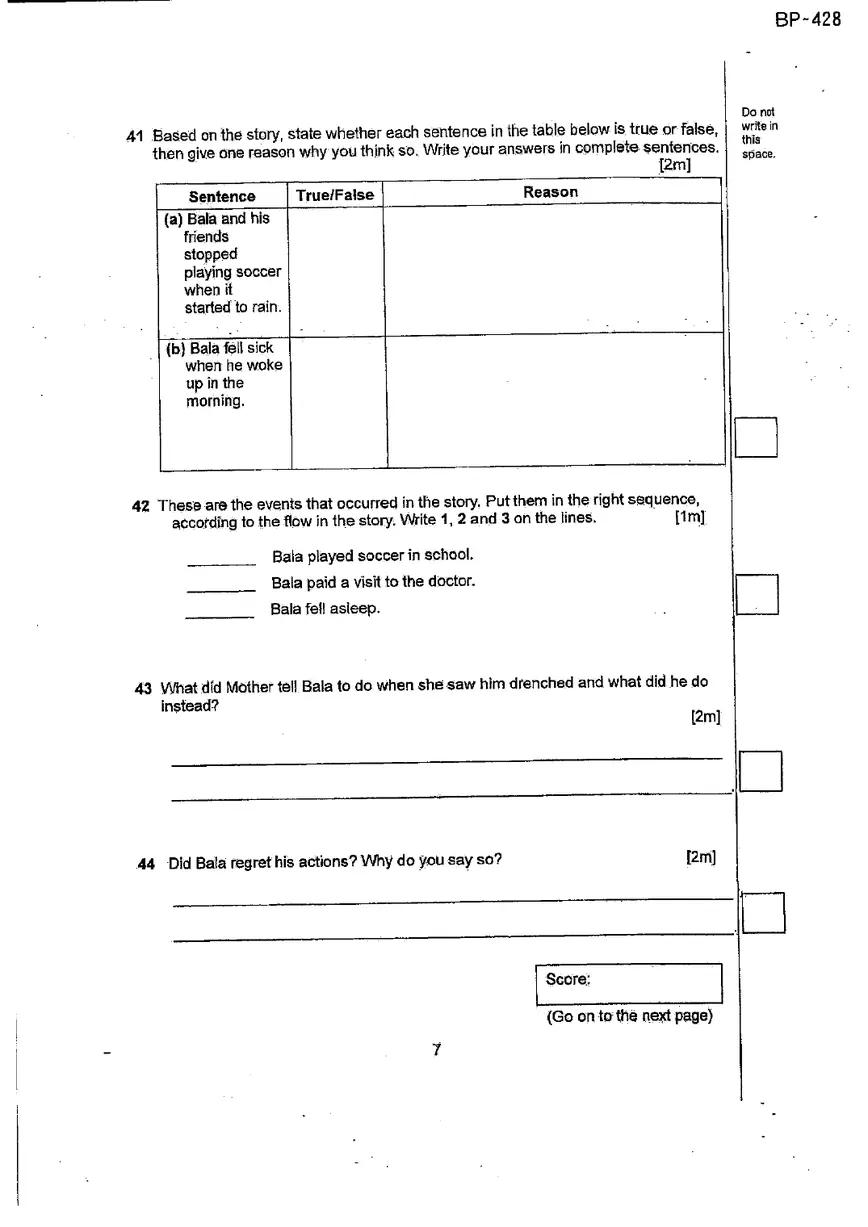 BP-428
Do not
write in
this
space.
41 Based on the story, state whether each sentence in the table below is true or false,
then give one reason why you think so. Write your answers in complete sentences.
[2m]
Sentence True/False Reason
(a) Bala and his
friends
stopped
playing soccer
when it
started to rain.
(b) Bala fell sick
when he woke
up in the
morning.
42 These are the events that occurred in the story. Put them in the right sequence,
according to the flow in the story. Write 1, 2 and 3 on the lines. [1m]
Bala played soccer in school.
Bala paid a visit to the doctor.
Bala fell asleep.
43 What did Mother tell Bala to do when she saw him drenched and what did he do
instead?
[2m]
44 Did Bala regret his actions? Why do you say so? [2m]
Score:
(Go on to the next page)
7